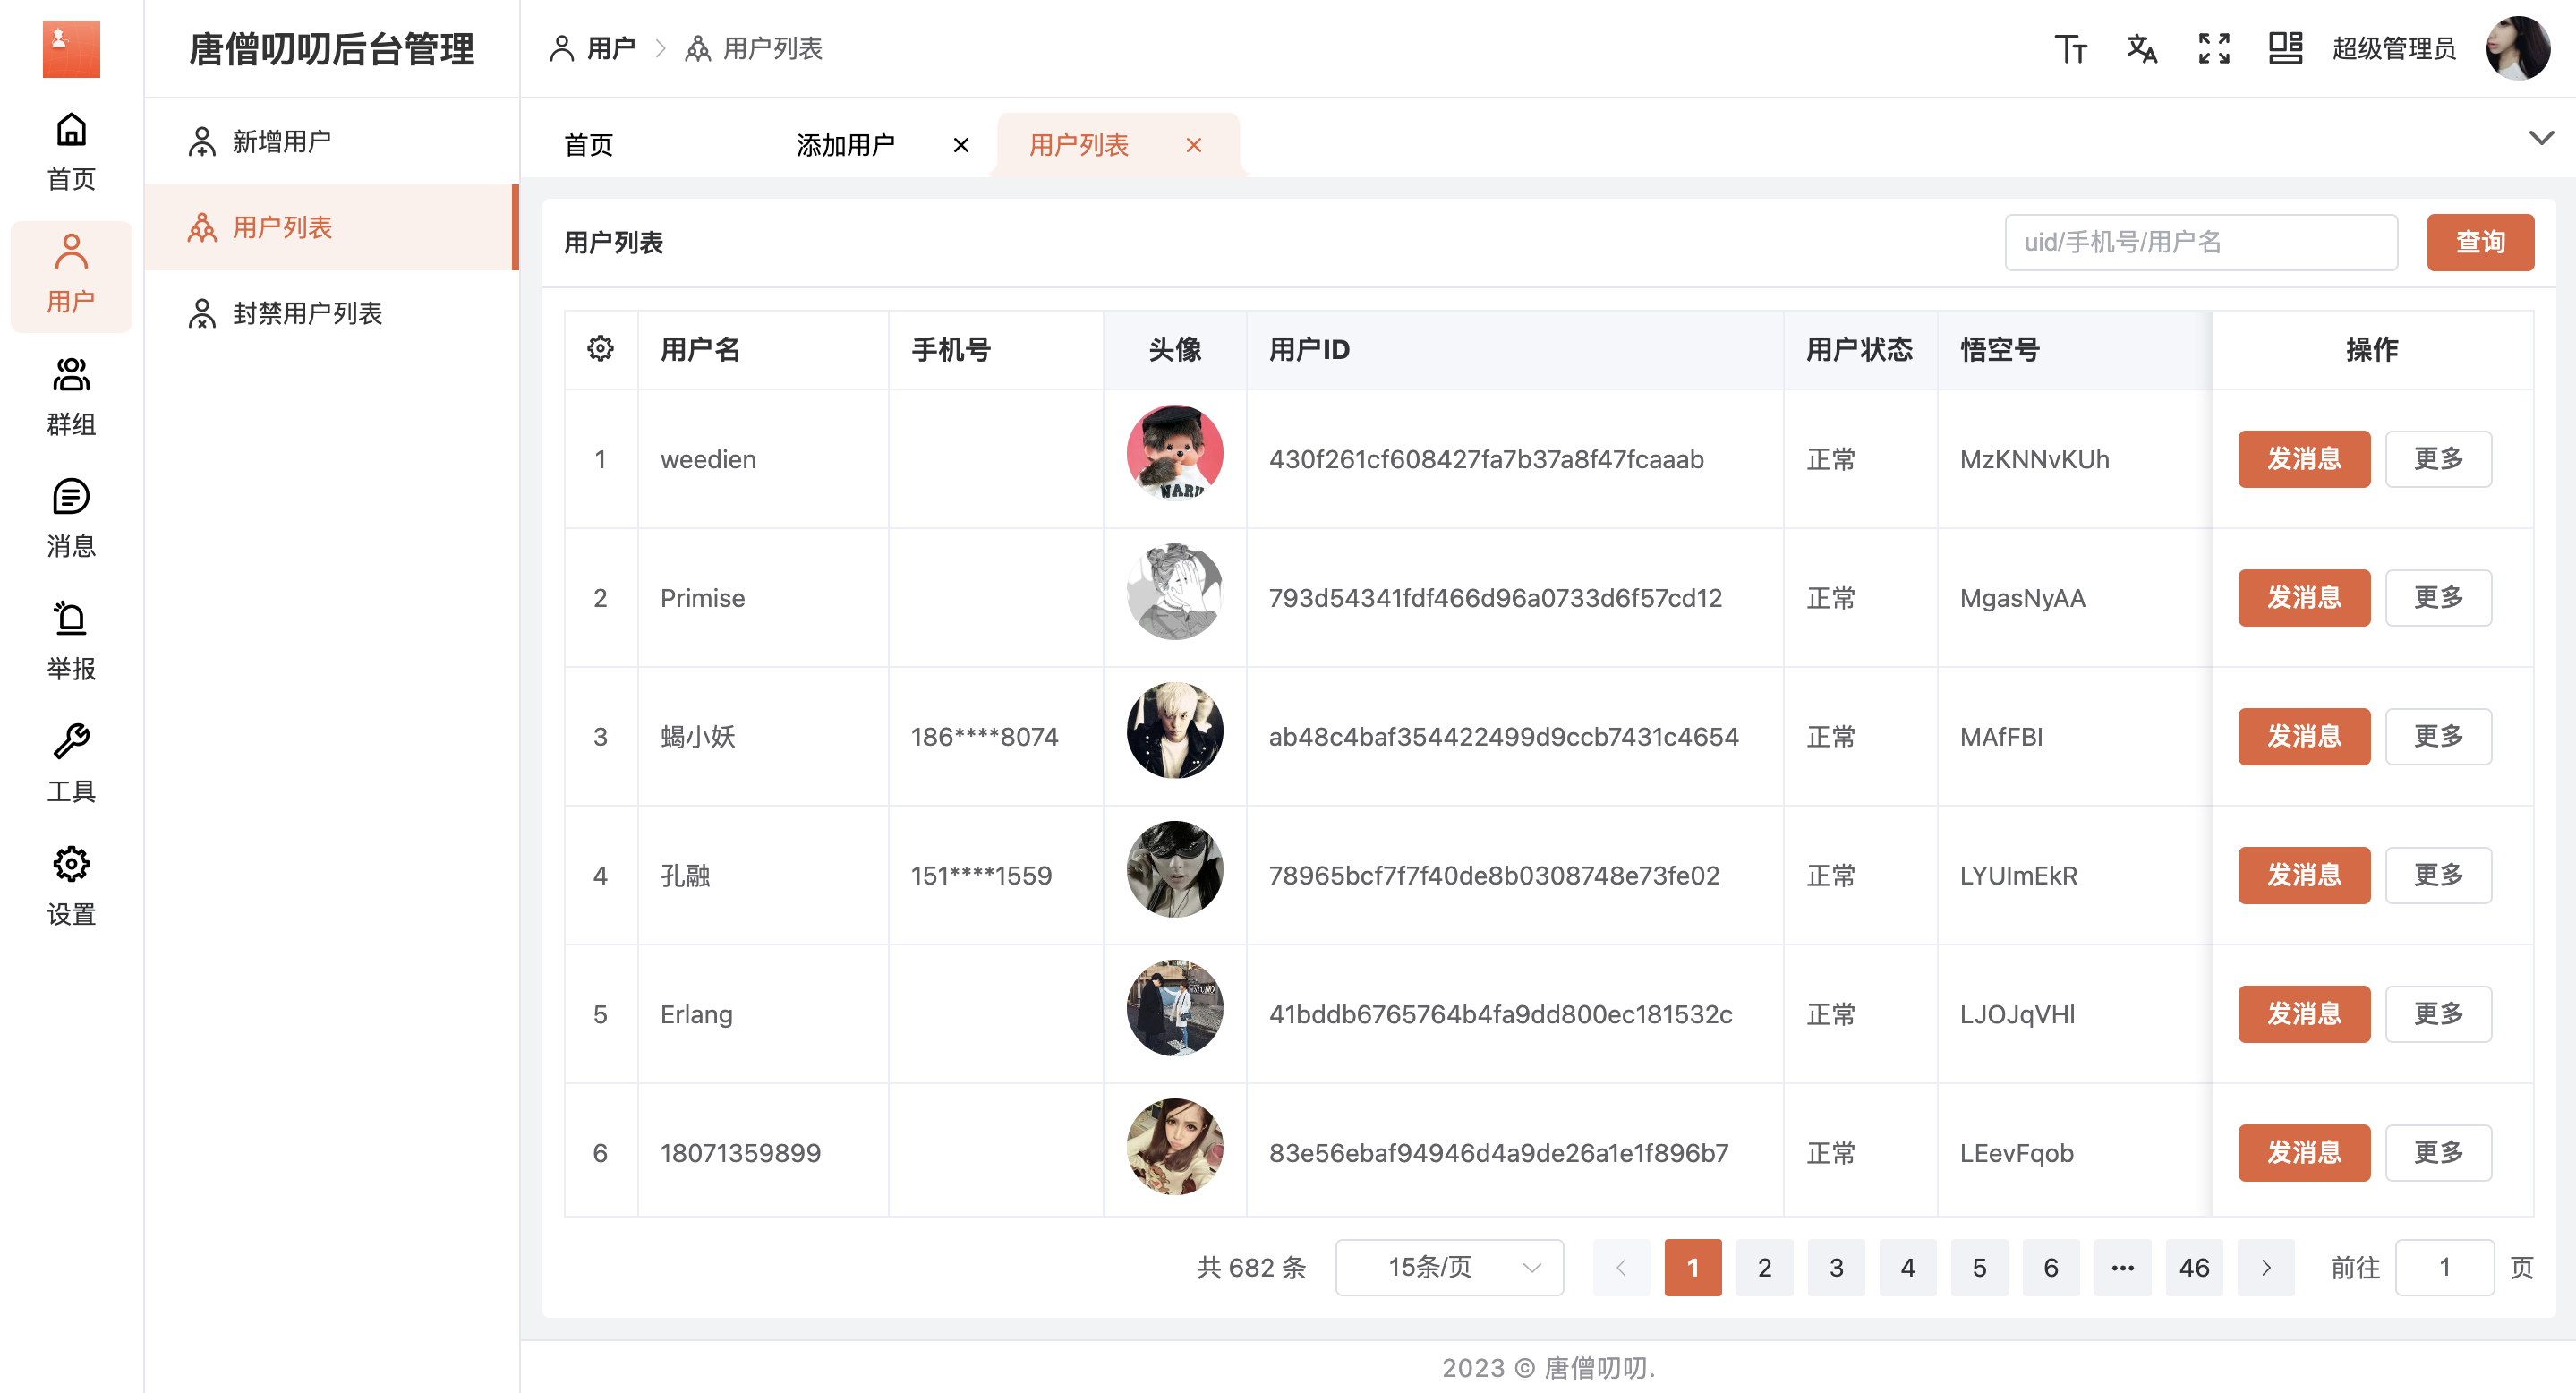 唐僧叨叨后台管理
用户 用户列表 超级管理员
首页
用户
群组
消息
举报
工具
设置
新增用户
用户列表
封禁用户列表
首页 添加用户 用户列表
用户列表 uid/手机号/用户名 查询
用户名 手机号 头像 用户ID 用户状态 悟空号 操作
1 weedien 430f261cf608427fa7b37a8f47fcaaab 正常 MzKNNvKUh 发消息 更多
2 Primise 793d54341fdf466d96a0733d6f57cd12 正常 MgasNyAA 发消息 更多
3 蝎小妖 186****8074 ab48c4baf354422499d9ccb7431c4654 正常 MAfFBI 发消息 更多
4 孔融 151****1559 78965bcf7f7f40de8b0308748e73fe02 正常 LYUlmEkR 发消息 更多
5 Erlang 41bddb6765764b4fa9dd800ec181532c 正常 LJOJqVHl 发消息 更多
6 18071359899 83e56ebaf94946d4a9de26a1e1f896b7 正常 LEevFqob 发消息 更多
共 682 条 15条/页 1 2 3 4 5 6 ••• 46 前往 1 页
2023 © 唐僧叨叨.